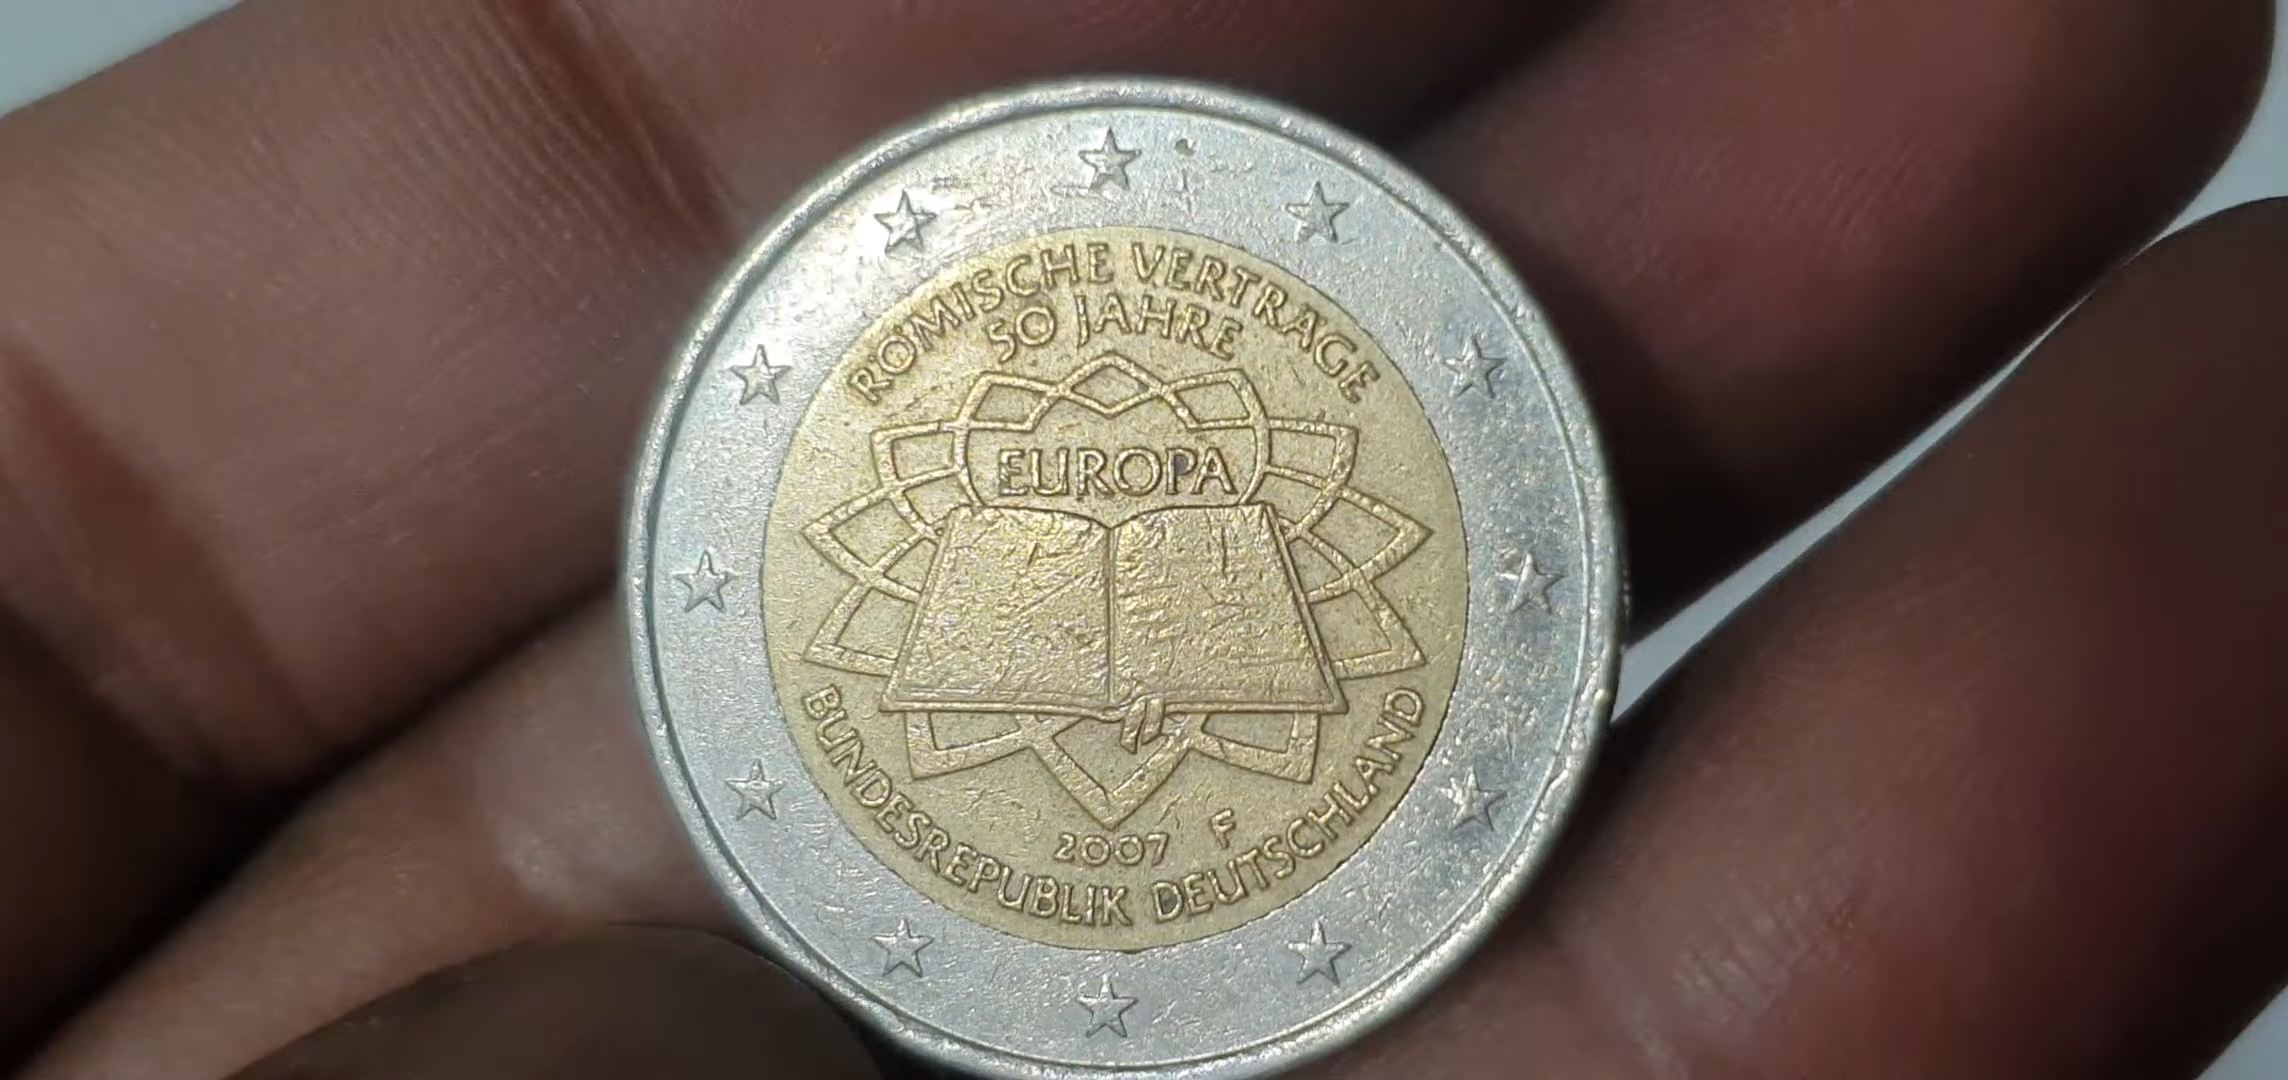 RÖMISCHE VERTRÄGE
50 JAHRE
EUROPA
2007 F
BUNDESREPUBLIK DEUTSCHLAND